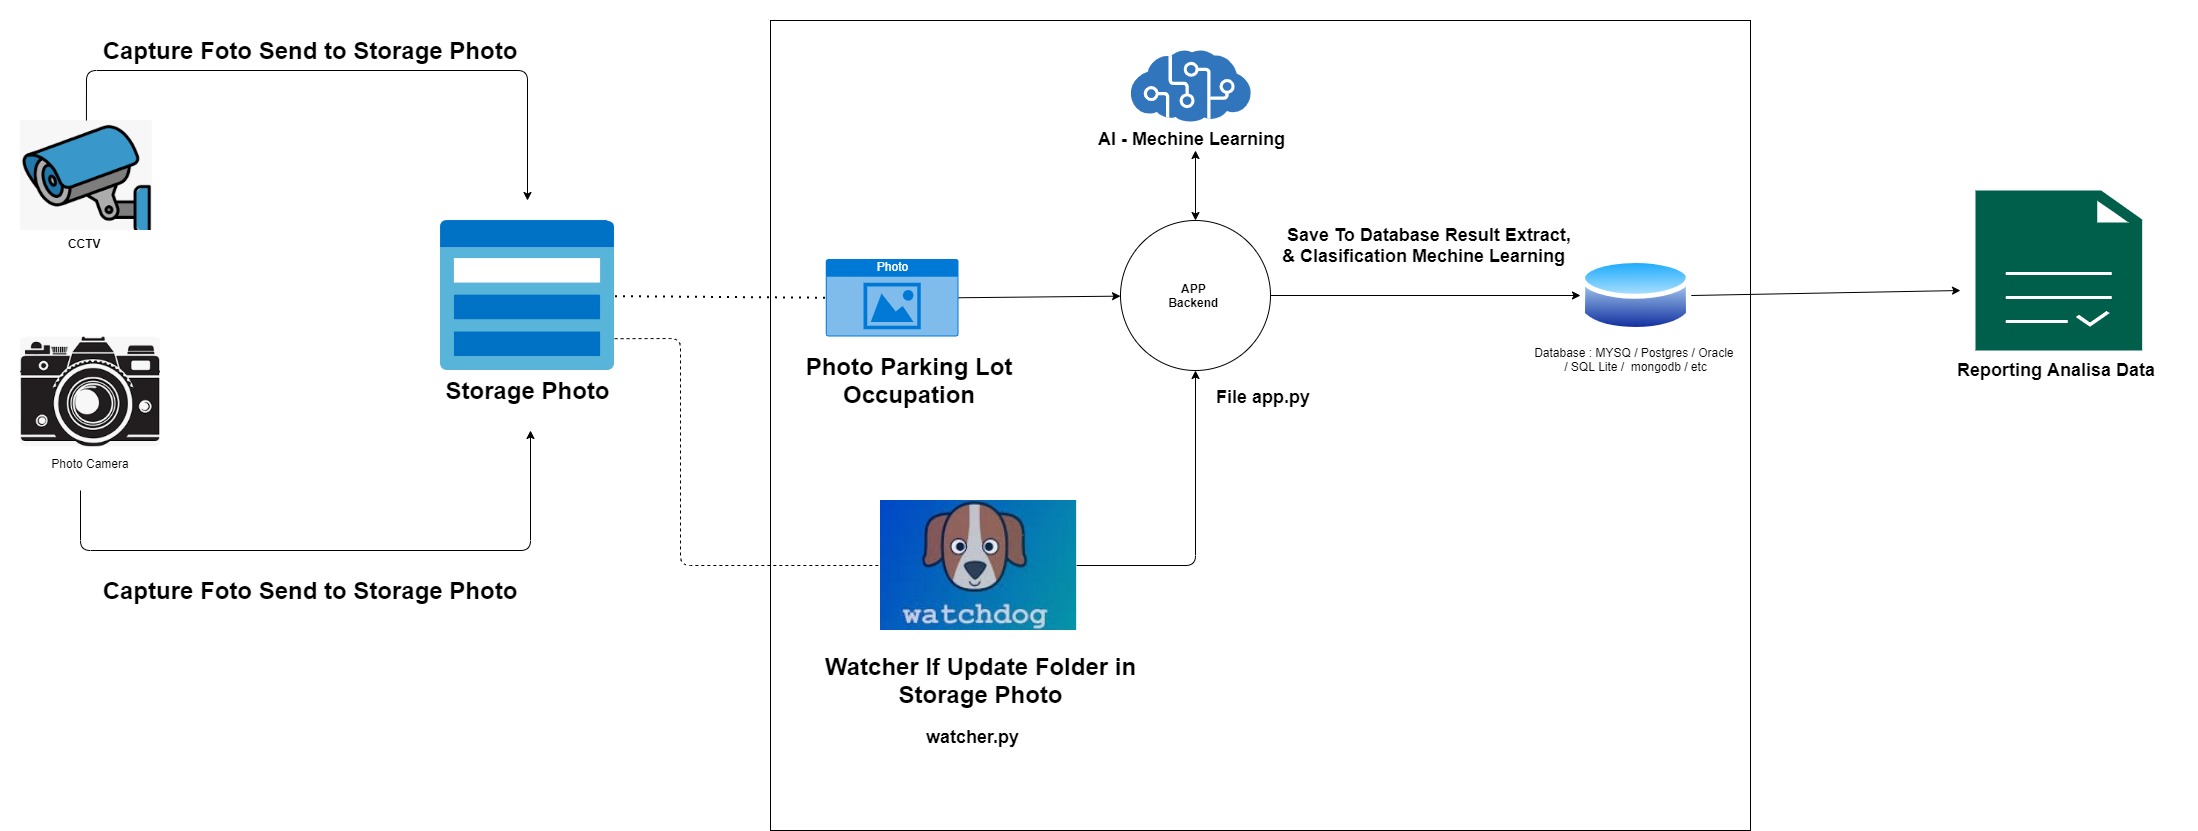 Capture Foto Send to Storage Photo
CCTV
Photo Camera
Capture Foto Send to Storage Photo
Storage Photo
Photo
Photo Parking Lot
Occupation
AI - Mechine Learning
APP
Backend
File app.py
watchdog
Watcher If Update Folder in
Storage Photo
watcher.py
Save To Database Result Extract,
& Clasification Mechine Learning
Database : MYSQ / Postgres / Oracle
/ SQL Lite / mongodb / etc
Reporting Analisa Data